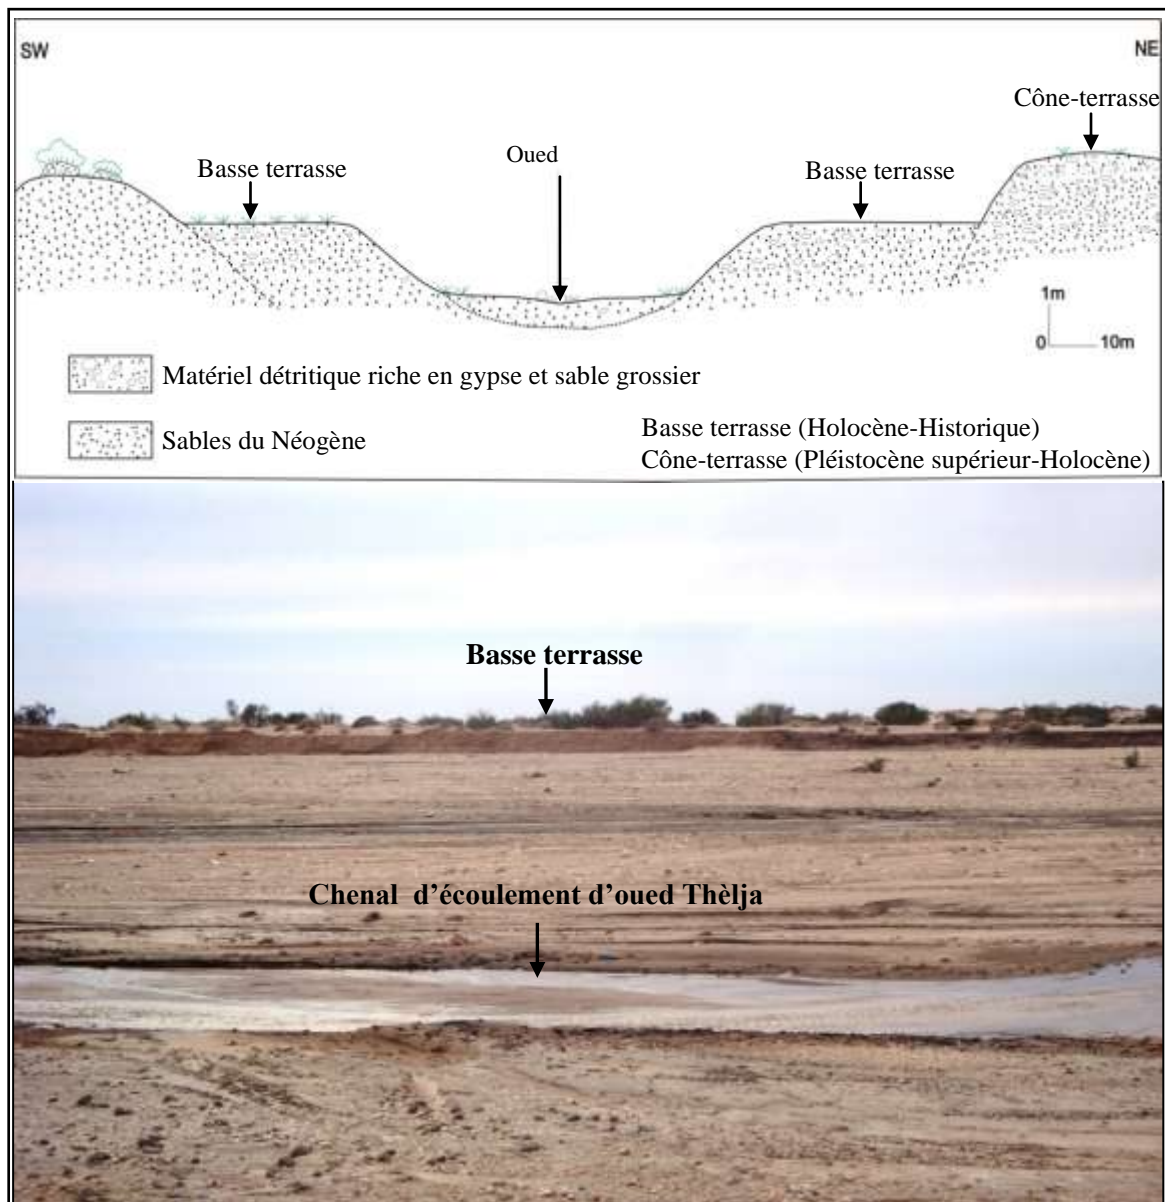 SW
NE
Cône-terrasse
Oued
Basse terrasse
Basse terrasse
1m
0
10m
Matériel détritique riche en gypse et sable grossier
Sables du Néogène
Basse terrasse (Holocène-Historique)
Cône-terrasse (Pléistocène supérieur-Holocène)
Basse terrasse
Chenal d'écoulement d'oued Thèlja